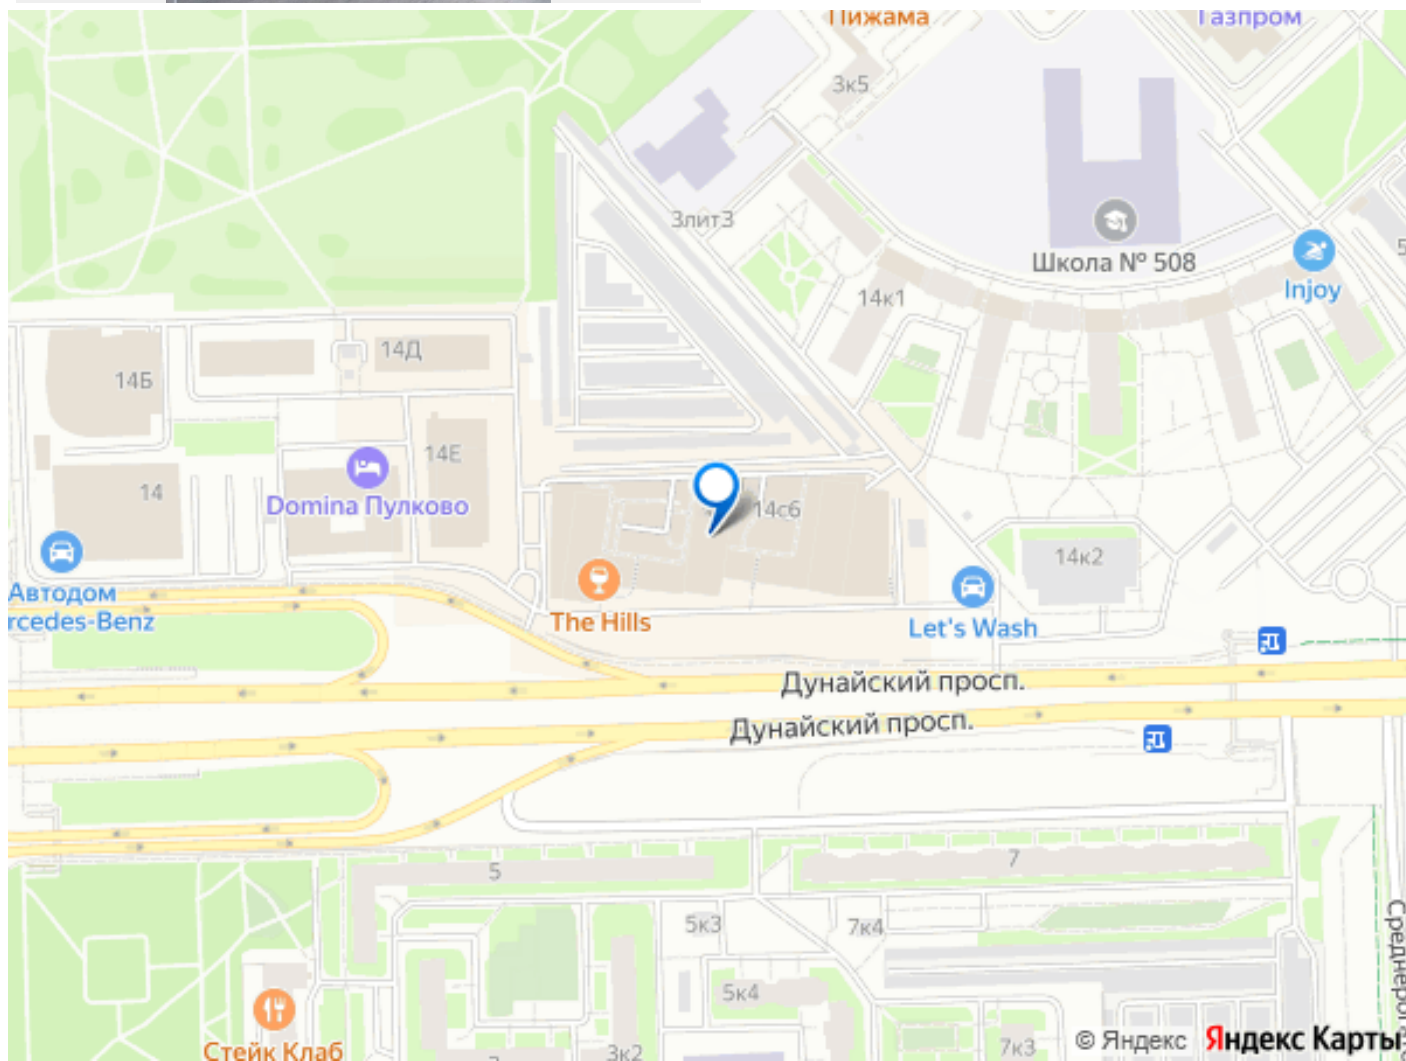 Пижама
Газпром
3к5
3лит3
Школа № 508
Injoy
14к1
14Д
14Б
14Е
14
Domina Пулково
14с6
14к2
Автодом
rcedes-Benz
The Hills
Let's Wash
Дунайский просп.
Дунайский просп.
5
7
5к3
7к4
5к4
Стейк Клаб
3к2
7к3
© Яндекс Яндекс Карты